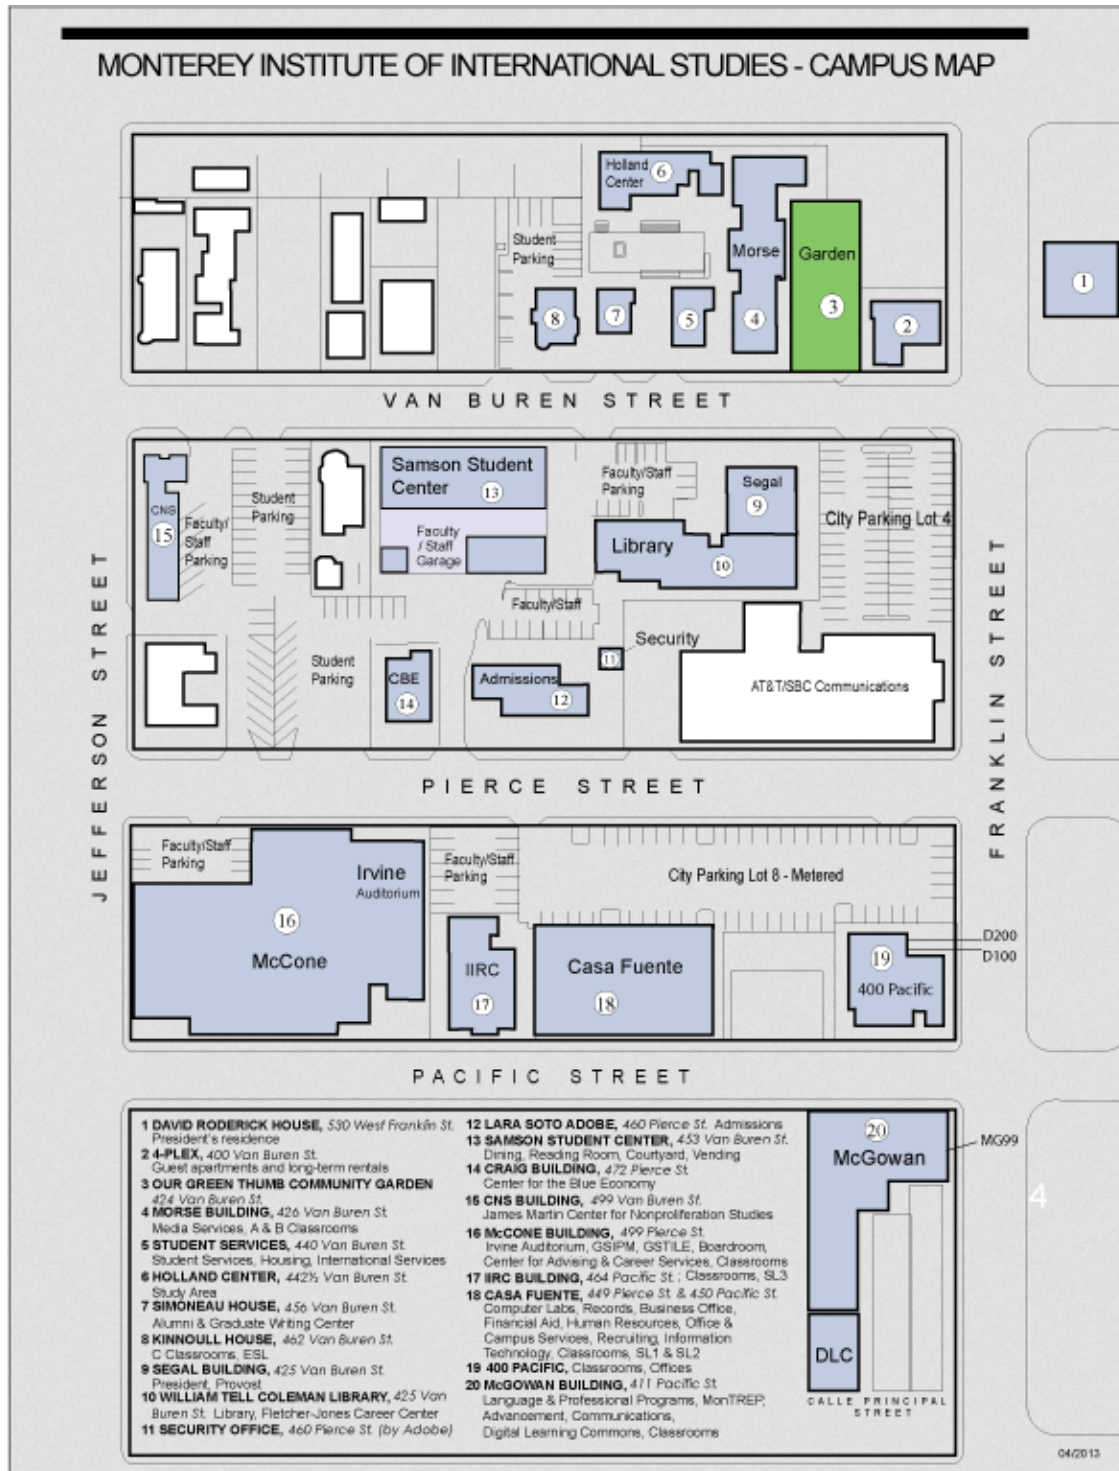 MONTEREY INSTITUTE OF INTERNATIONAL STUDIES - CAMPUS MAP
Holland
Center
6
Student
Parking
Morse
Garden
1
8
7
5
4
3
2
VAN BUREN STREET
CNS
15
Faculty/
Staff
Parking
Student
Parking
Samson Student
Center
13
Faculty
/ Staff
Garage
Faculty/Staff
Parking
Segal
9
Library
10
City Parking Lot 4
Faculty/Staff
Student
Parking
CBE
14
Admissions
12
Security
11
AT&T/SBC Communications
JEFFERSON STREET
FRANKLIN STREET
PIERCE STREET
Faculty/Staff
Parking
Irvine
Auditorium
16
McCone
Faculty/Staff
Parking
City Parking Lot 8 - Metered
IIRC
17
Casa Fuente
18
19
400 Pacific
D200
D100
PACIFIC STREET
1 DAVID RODERICK HOUSE, 530 West Franklin St.
President's residence
2 4-PLEX, 400 Van Buren St.
Guest apartments and long-term rentals
3 OUR GREEN THUMB COMMUNITY GARDEN
424 Van Buren St.
4 MORSE BUILDING, 426 Van Buren St.
Media Services, A & B Classrooms
5 STUDENT SERVICES, 440 Van Buren St.
Student Services, Housing, International Services
6 HOLLAND CENTER, 442½ Van Buren St.
Study Area
7 SIMONEAU HOUSE, 456 Van Buren St.
Alumni & Graduate Writing Center
8 KINNOULL HOUSE, 462 Van Buren St.
C Classrooms, ESL
9 SEGAL BUILDING, 425 Van Buren St.
President, Provost
10 WILLIAM TELL COLEMAN LIBRARY, 425 Van
Buren St. Library, Fletcher-Jones Career Center
11 SECURITY OFFICE, 460 Pierce St. (by Adobe)
12 LARA SOTO ADOBE, 460 Pierce St. Admissions
13 SAMSON STUDENT CENTER, 453 Van Buren St.
Dining, Reading Room, Courtyard, Vending
14 CRAIG BUILDING, 472 Pierce St.
Center for the Blue Economy
15 CNS BUILDING, 499 Van Buren St.
James Martin Center for Nonproliferation Studies
16 McCONE BUILDING, 499 Pierce St.
Irvine Auditorium, GSIPM, GSTILE, Boardroom,
Center for Advising & Career Services, Classrooms
17 IIRC BUILDING, 464 Pacific St.; Classrooms, SL3
18 CASA FUENTE, 449 Pierce St. & 450 Pacific St.
Computer Labs, Records, Business Office,
Financial Aid, Human Resources, Office &
Campus Services, Recruiting, Information
Technology, Classrooms, SL1 & SL2
19 400 PACIFIC, Classrooms, Offices
20 McGOWAN BUILDING, 411 Pacific St.
Language & Professional Programs, MonTREP,
Advancement, Communications,
Digital Learning Commons, Classrooms
20
McGowan
MG99
4
DLC
CALLE PRINCIPAL
STREET
04/2013